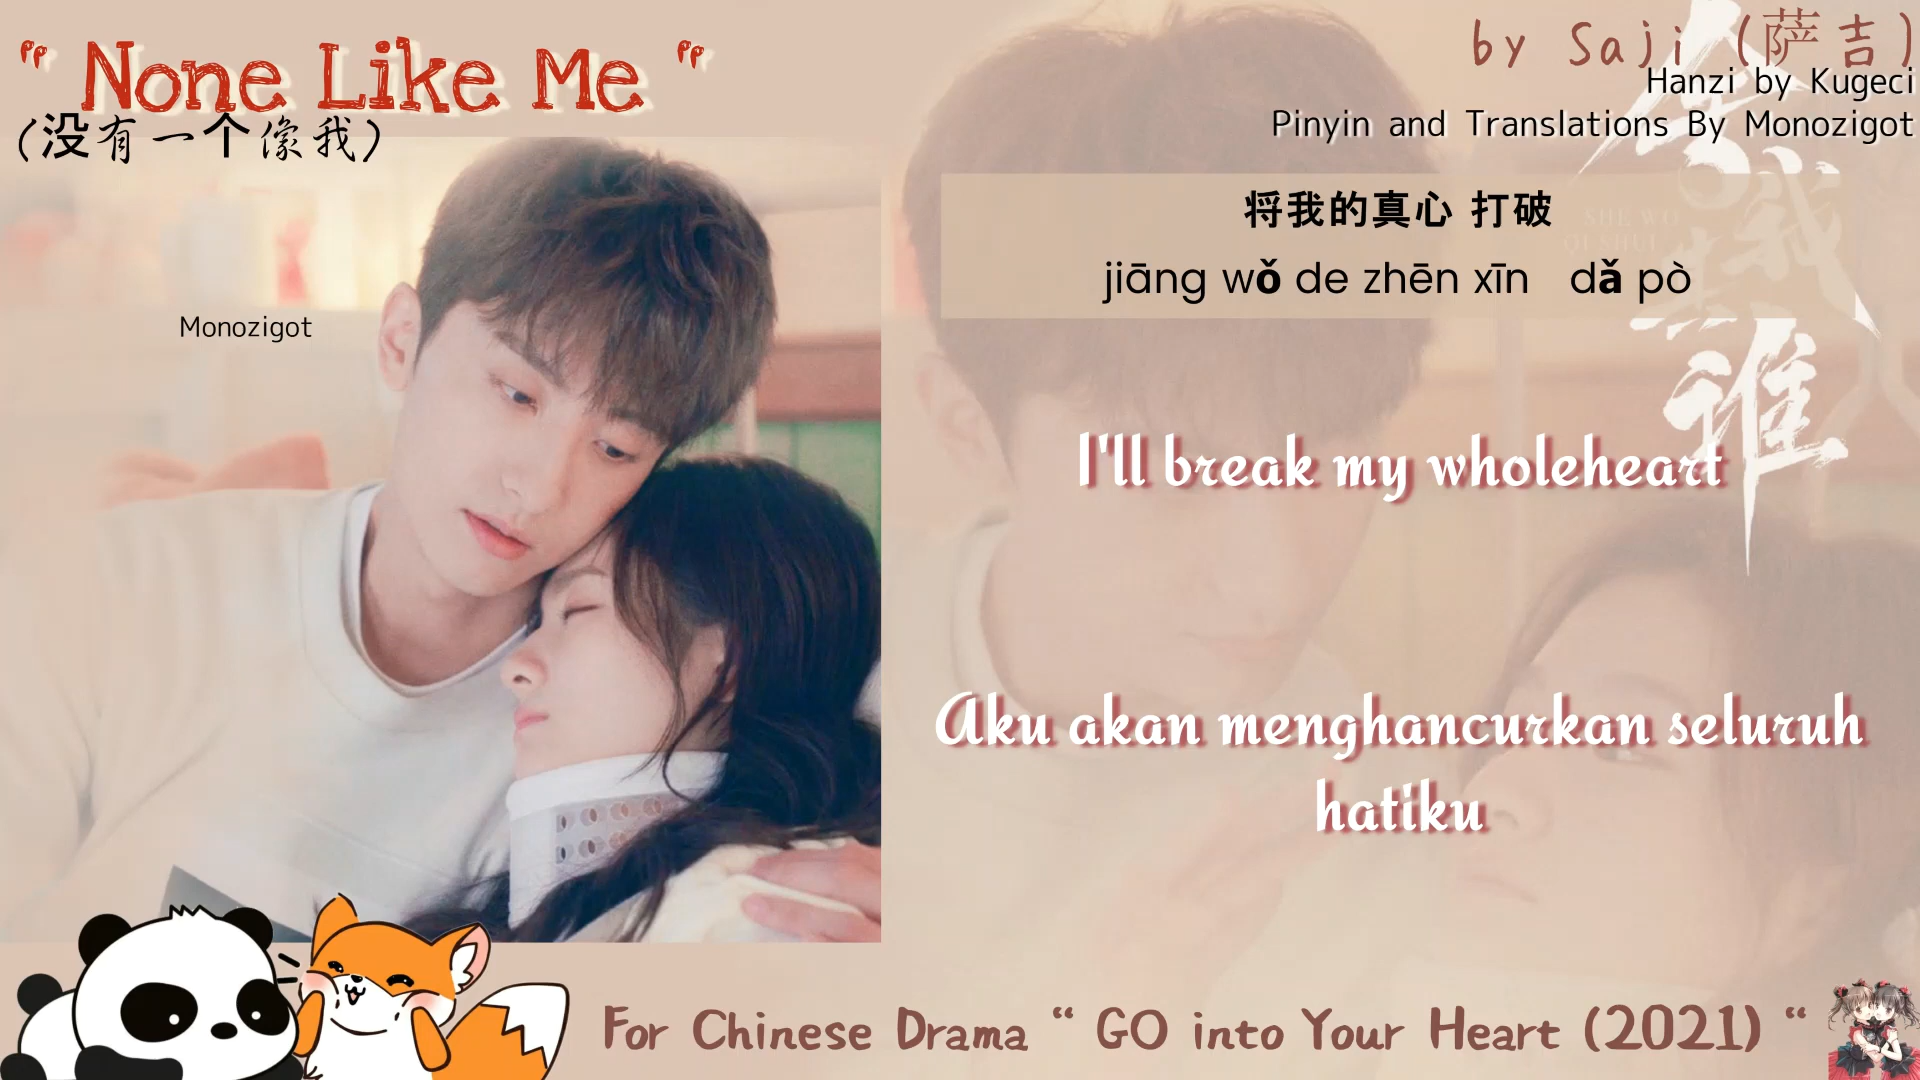 " None Like Me "
(没有一个像我)
by Saji (萨吉)
Hanzi by Kugeci
Pinyin and Translations By Monozigot
将我的真心 打破
jiāng wǒ de zhēn xīn dǎ pò
Monozigot
I'll break my wholeheart
Aku akan menghancurkan seluruh
hatiku
For Chinese Drama “ GO into Your Heart (2021) “